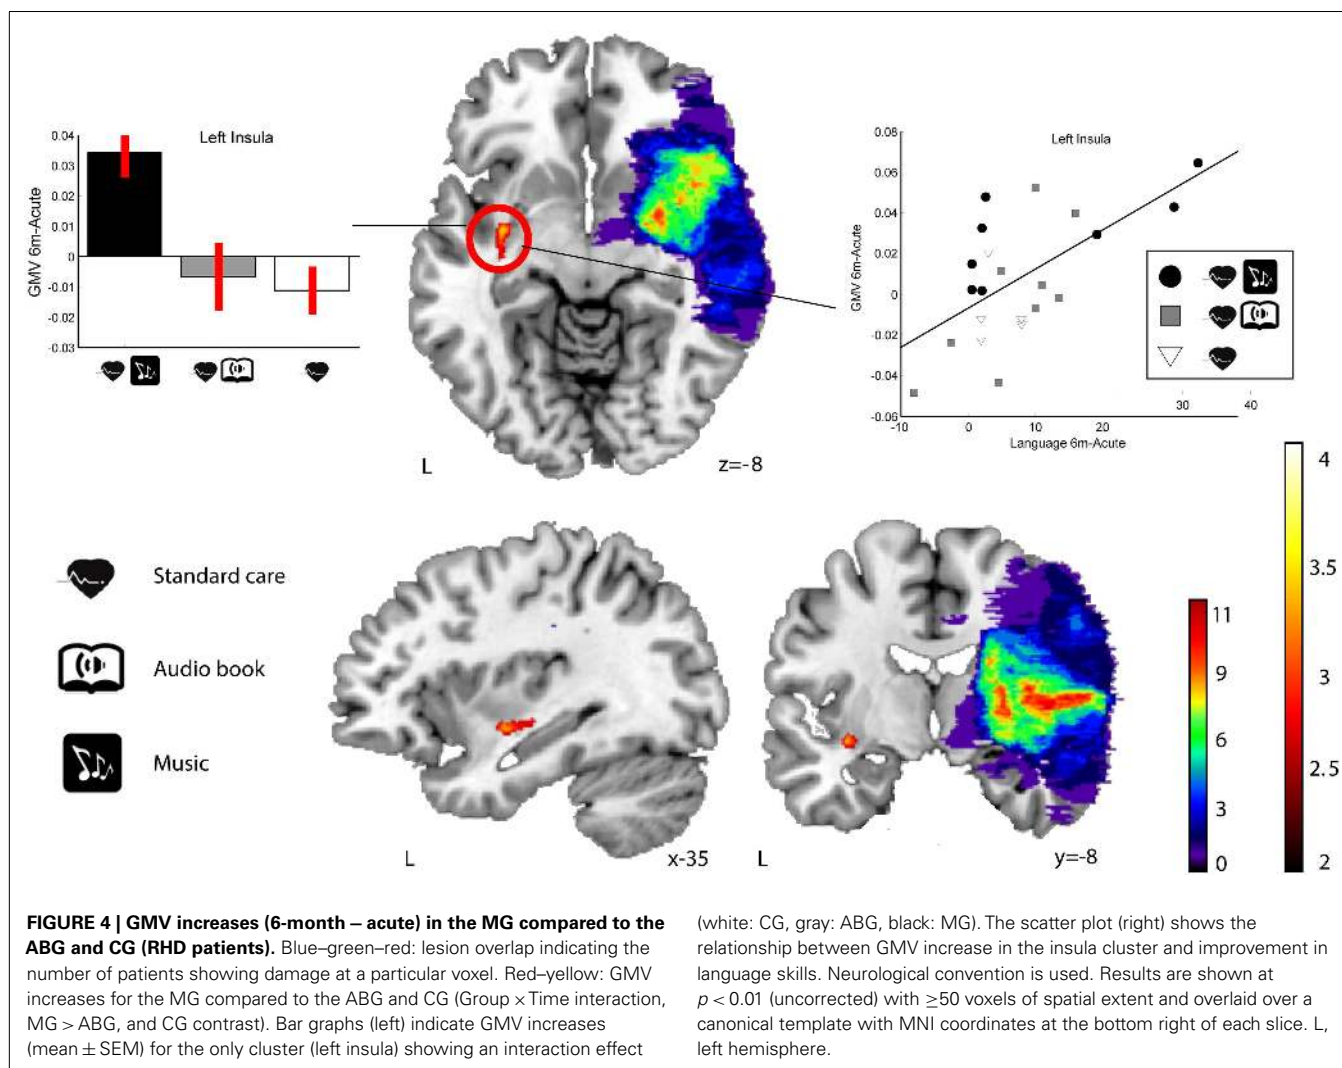 Left Insula
0.04
0.03
0.02
0.01
0
-0.01
-0.02
-0.03
GMV 6m-Acute
L
z=-8
Left Insula
0.08
0.06
0.04
0.02
0
-0.02
-0.04
-0.06
GMV 6m-Acute
-10 0 10 20 30 40
Language 6m-Acute
Standard care
Audio book
Music
L
x-35
L
y=-8
11
9
6
3
0
4
3.5
3
2.5
2
FIGURE 4 | GMV increases (6-month – acute) in the MG compared to the
ABG and CG (RHD patients). Blue–green–red: lesion overlap indicating the
number of patients showing damage at a particular voxel. Red–yellow: GMV
increases for the MG compared to the ABG and CG (Group × Time interaction,
MG > ABG, and CG contrast). Bar graphs (left) indicate GMV increases
(mean ± SEM) for the only cluster (left insula) showing an interaction effect
(white: CG, gray: ABG, black: MG). The scatter plot (right) shows the
relationship between GMV increase in the insula cluster and improvement in
language skills. Neurological convention is used. Results are shown at
p < 0.01 (uncorrected) with ≥50 voxels of spatial extent and overlaid over a
canonical template with MNI coordinates at the bottom right of each slice. L,
left hemisphere.